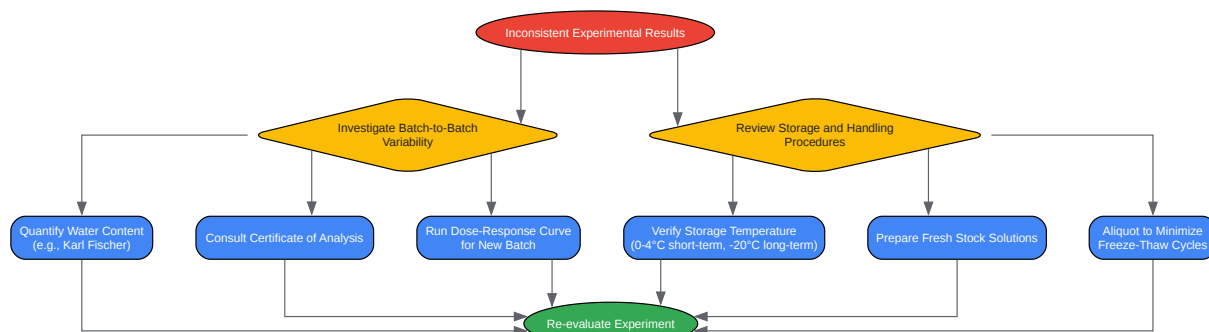 Inconsistent Experimental Results
Investigate Batch-to-Batch
Variability
Review Storage and Handling
Procedures
Quantify Water Content
(e.g., Karl Fischer)
Consult Certificate of Analysis
Run Dose-Response Curve
for New Batch
Verify Storage Temperature
(0-4°C short-term, -20°C long-term)
Prepare Fresh Stock Solutions
Aliquot to Minimize
Freeze-Thaw Cycles
Re-evaluate Experiment